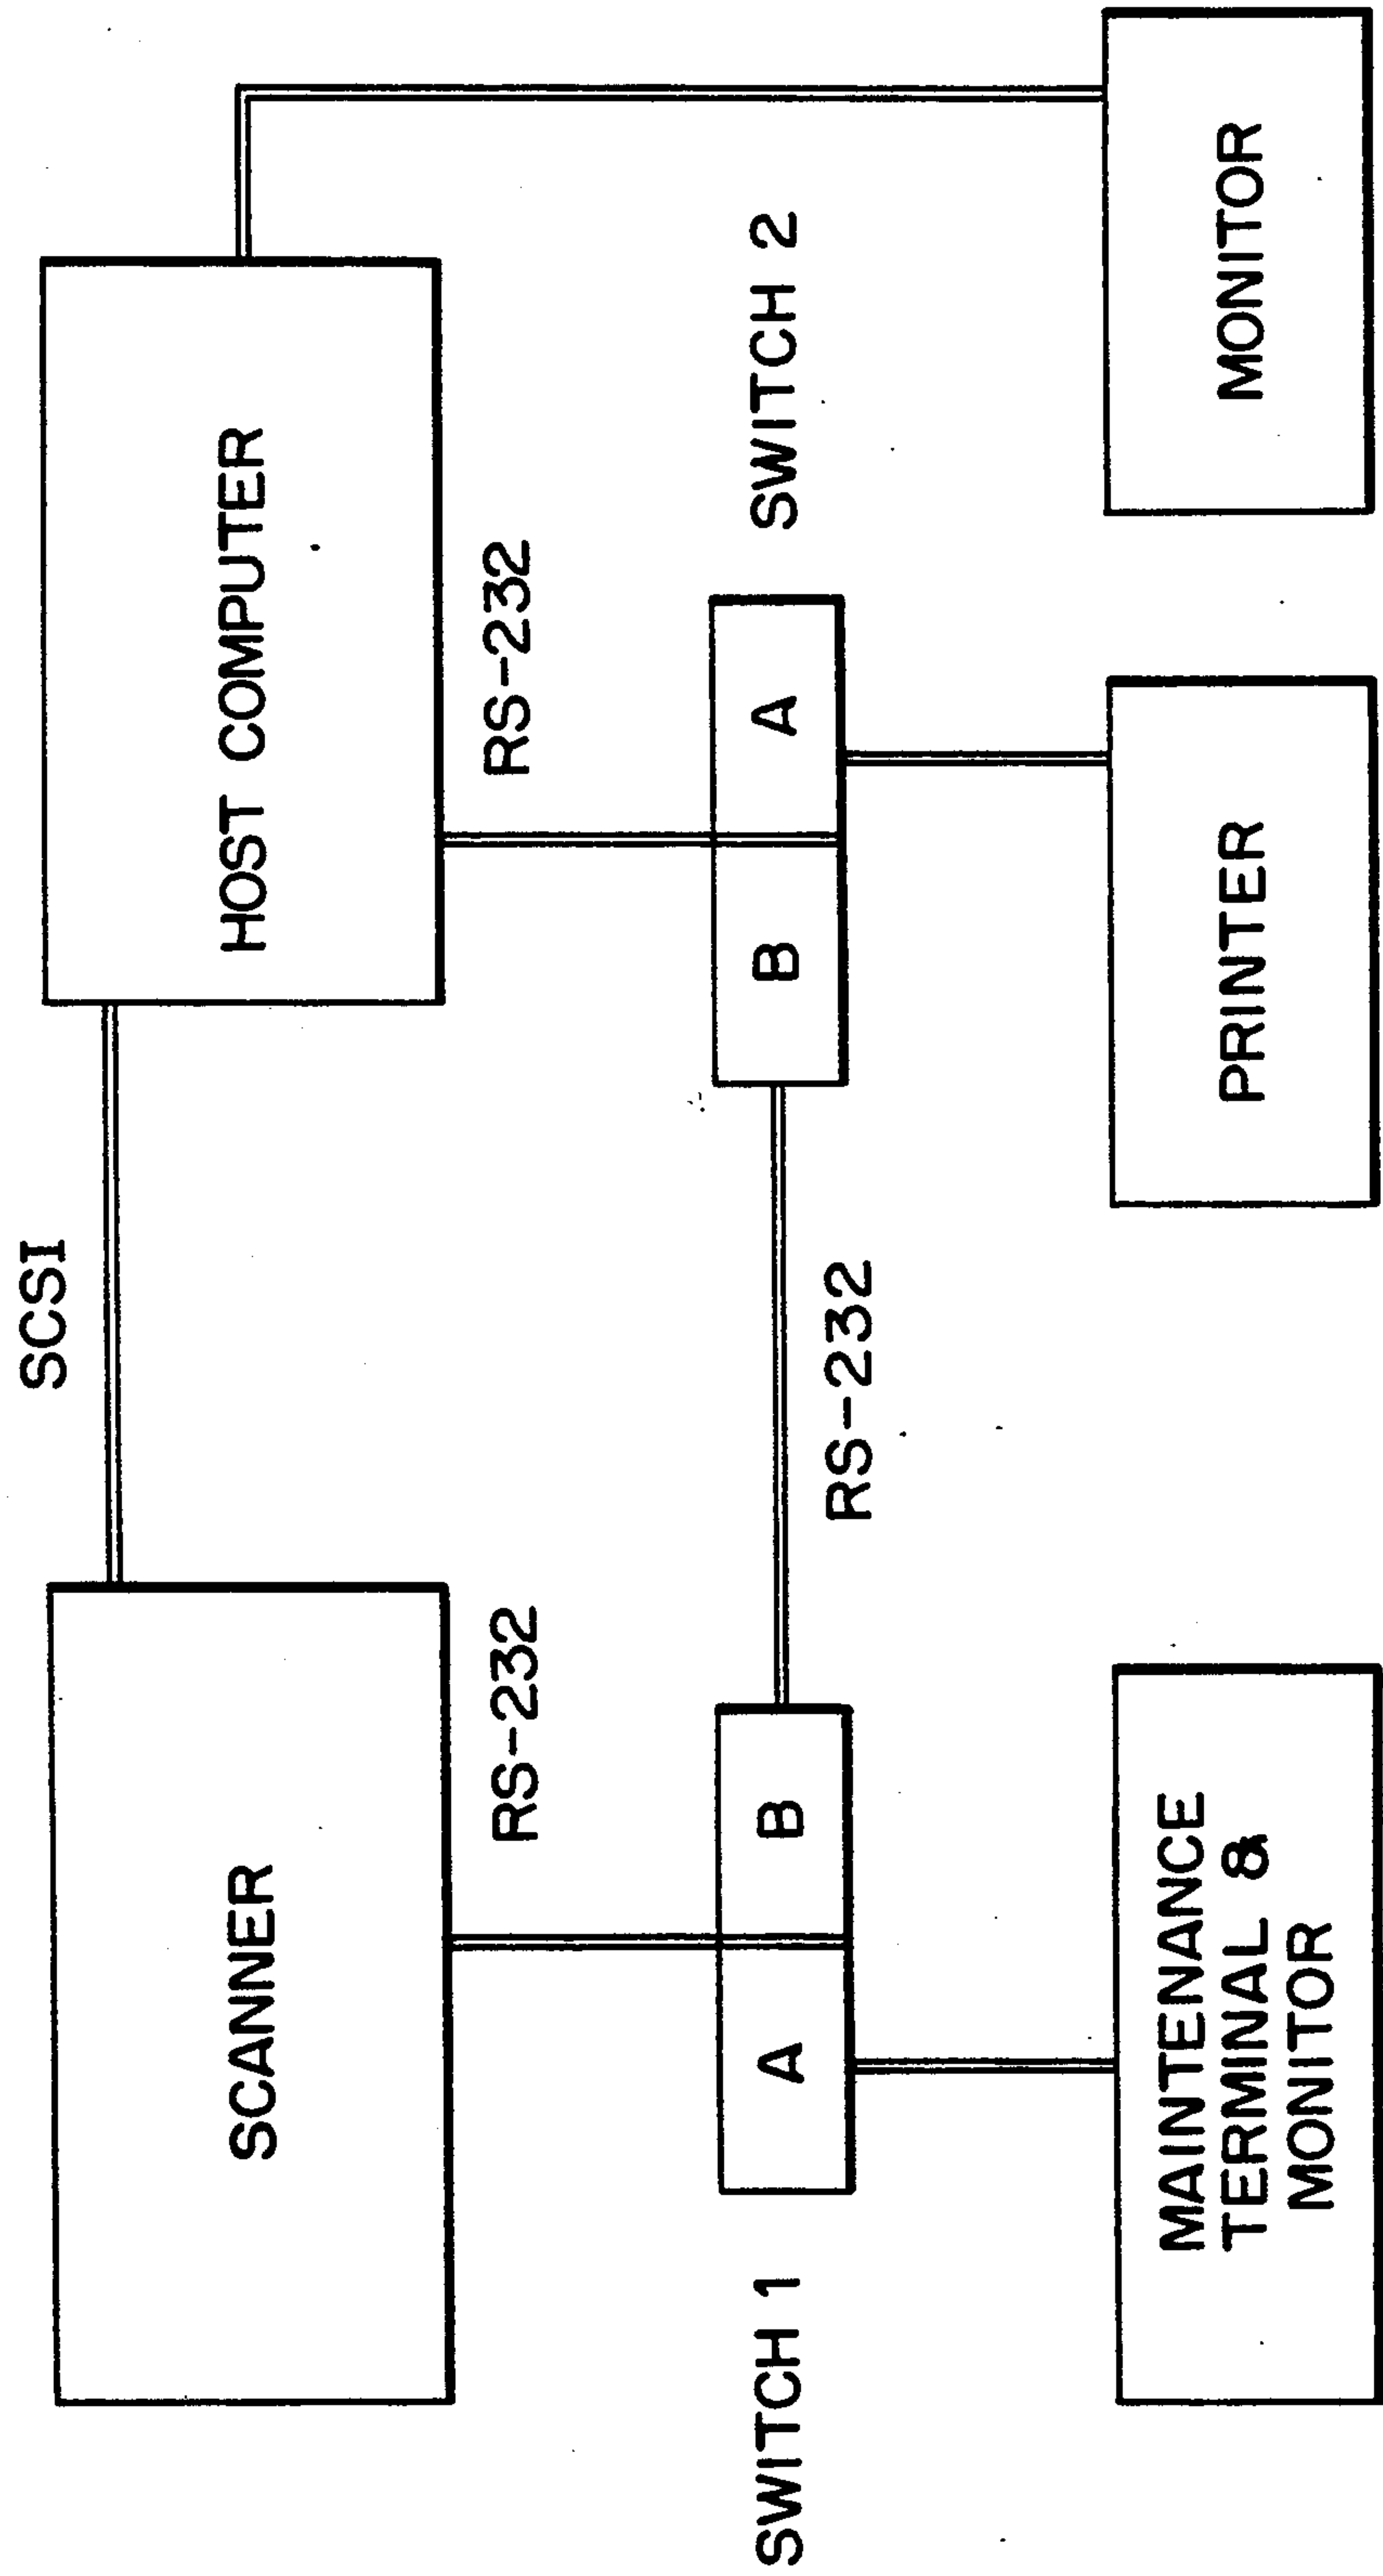 SCSI
SCANNER
HOST COMPUTER
RS-232
RS-232
SWITCH 1
A
B
B
A
SWITCH 2
RS-232
MAINTENANCE
TERMINAL &
MONITOR
PRINTER
MONITOR